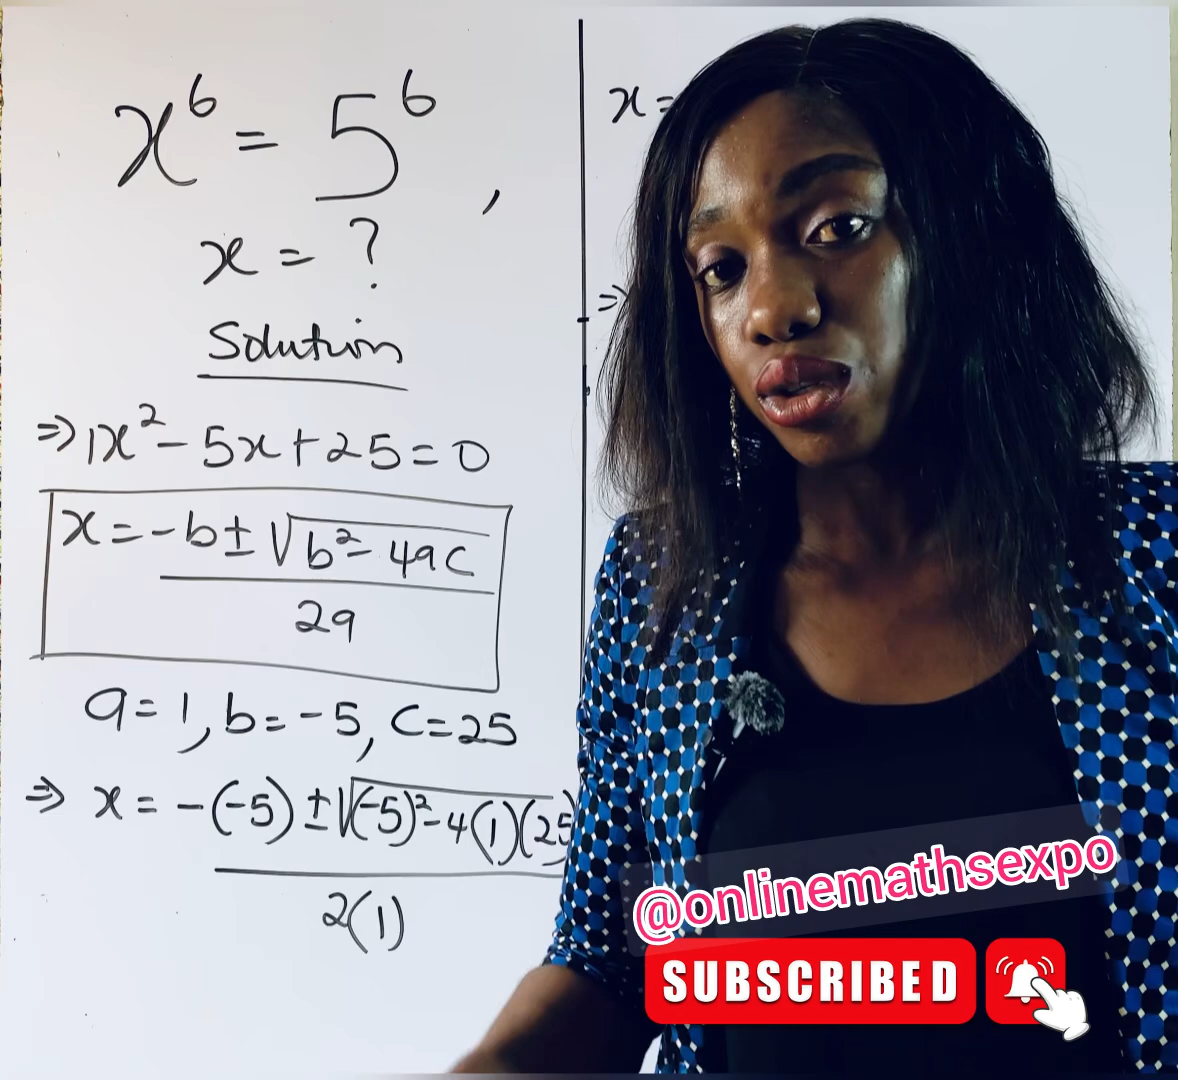 x⁶ = 5⁶,
x = ?
Solution
⇒ 1x² - 5x + 25 = 0
x = -b ± √b² - 4ac
2a
a = 1, b = -5, c = 25
⇒ x = -(-5) ± √(-5)² - 4(1)(25)
2(1)
x =
⇒
@onlinemathsexpo
SUBSCRIBED